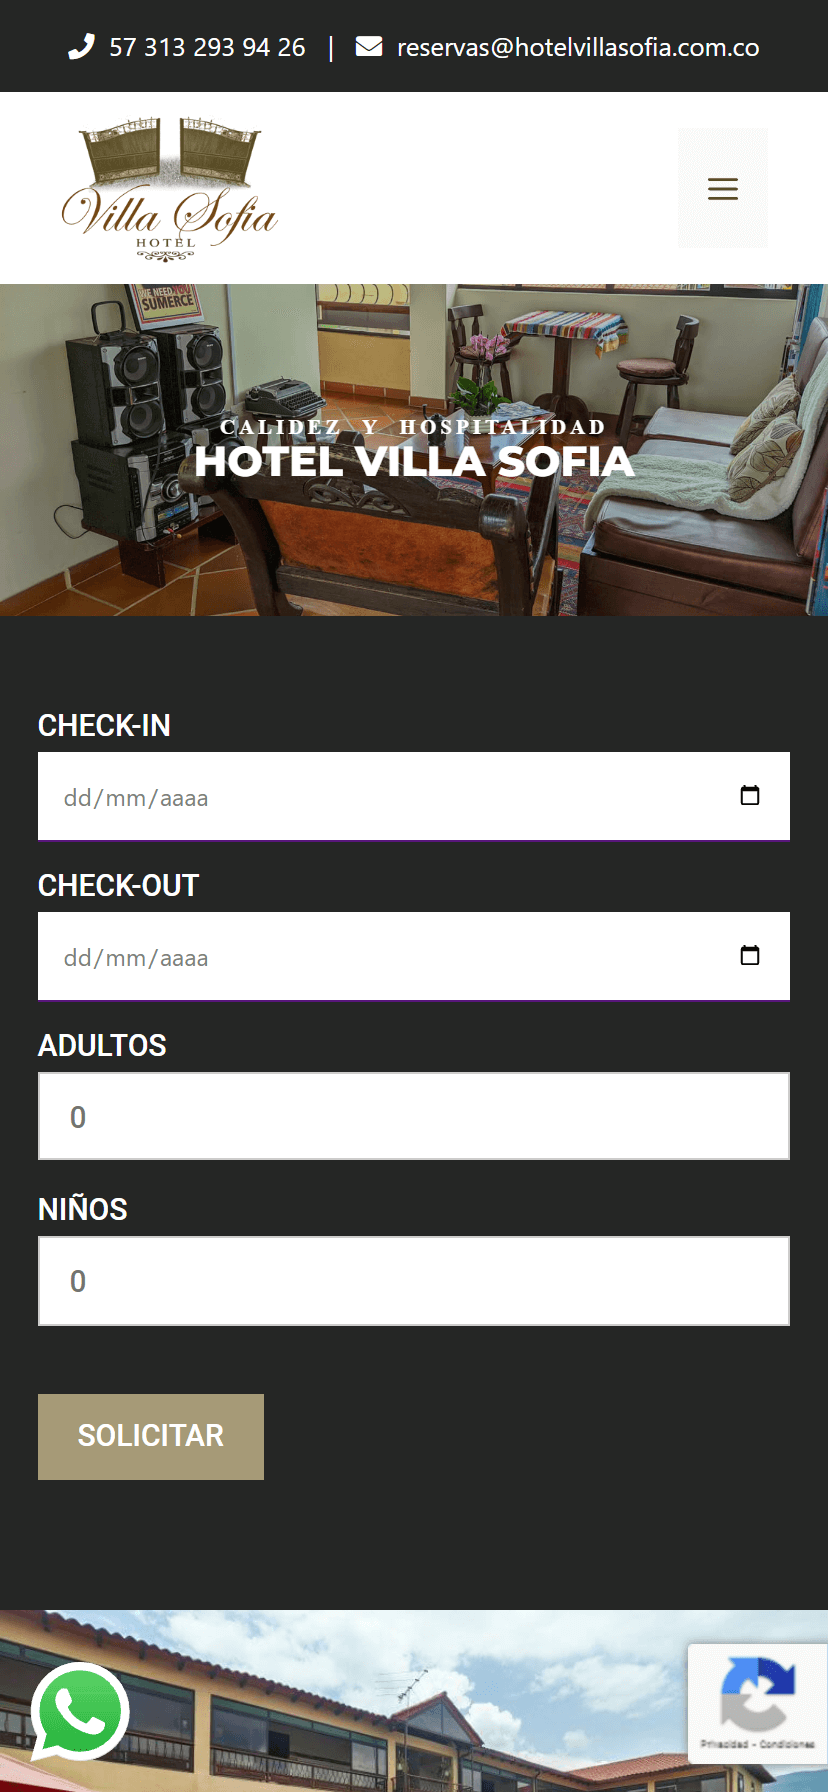 57 313 293 94 26 | reservas@hotelvillasofia.com.co
Villa Sofia
HOTEL
WE NEED YOU
SUMERCE
CALIDEZ Y HOSPITALIDAD
HOTEL VILLA SOFIA
CHECK-IN
dd/mm/aaaa
CHECK-OUT
dd/mm/aaaa
ADULTOS
0
NIÑOS
0
SOLICITAR
Privacidad - Condiciones